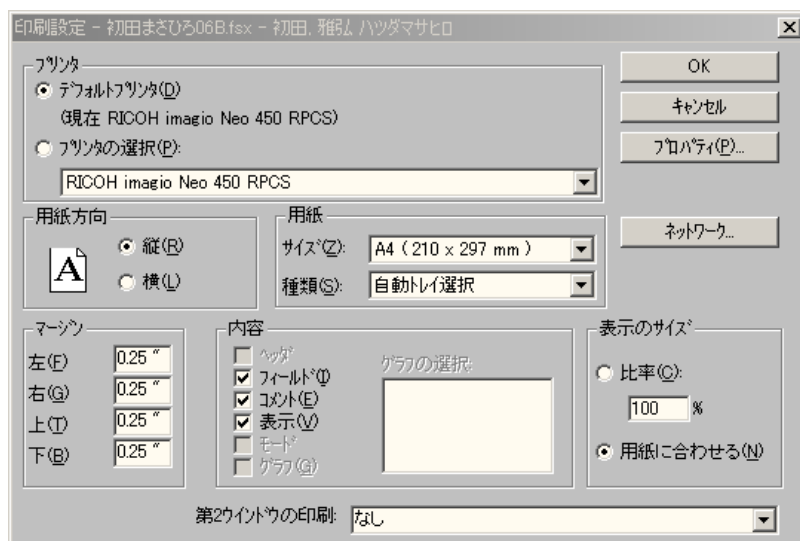 印刷設定 - 初田まさひろ06B.fsx - 初田, 雅弘 ハツダマサヒロ
プリンタ
デフォルトプリンタ(D)
(現在 RICOH imagio Neo 450 RPCS)
プリンタの選択(P):
RICOH imagio Neo 450 RPCS
OK
キャンセル
プロパティ(P)...
ネットワーク...
用紙方向
A
縦(R)
横(L)
用紙
サイズ(Z): A4 ( 210 x 297 mm )
種類(S): 自動トレイ選択
マージン
左(F) 0.25 "
右(G) 0.25 "
上(T) 0.25 "
下(B) 0.25 "
内容
ヘッダ
フィールド(I)
コメント(E)
表示(V)
モード
グラフ(G)
グラフの選択:
表示のサイズ
比率(C):
100 %
用紙に合わせる(N)
第2ウインドウの印刷: なし